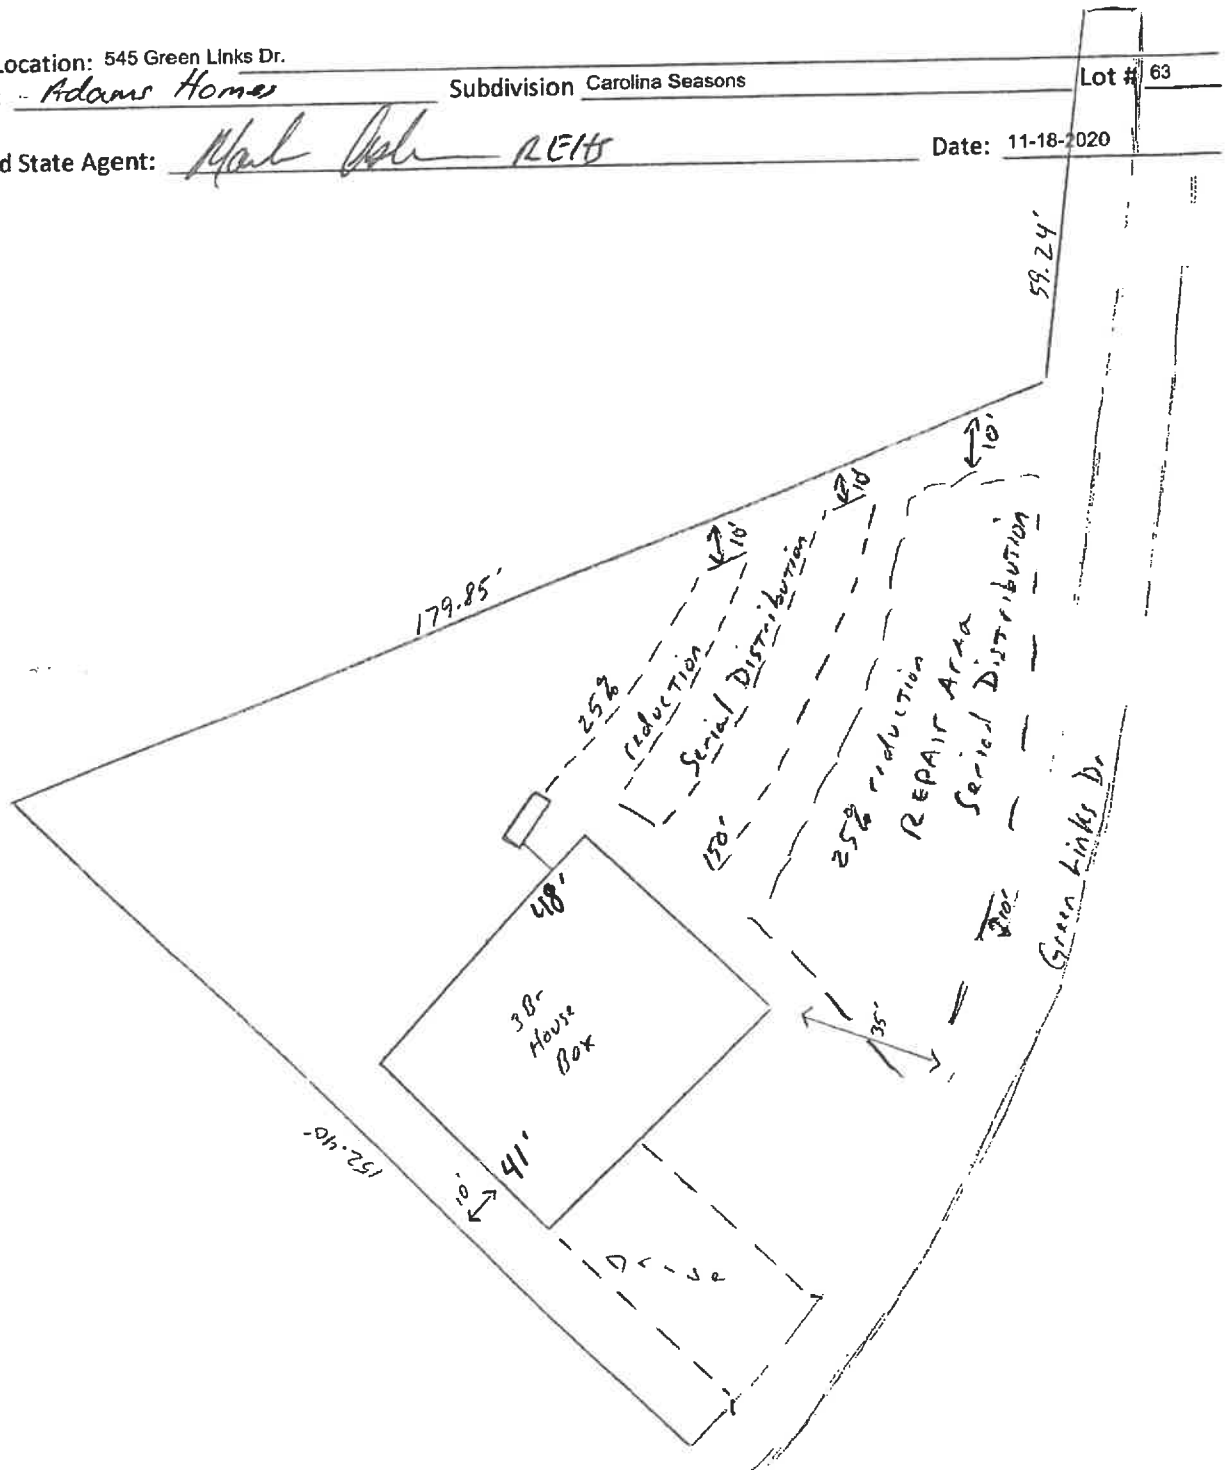 Location: 545 Green Links Dr.
Adams Homes Subdivision Carolina Seasons Lot # 63
d State Agent: REHS Date: 11-18-2020
59.24'
10'
10'
10'
179.85'
25%
reduction
Serial Distribution
150'
25% reduction
REPAIR Area
Serial Distribution
10'
Green Links Dr
35'
48'
3 Br
House
Box
41'
10'
152.40'
Drive